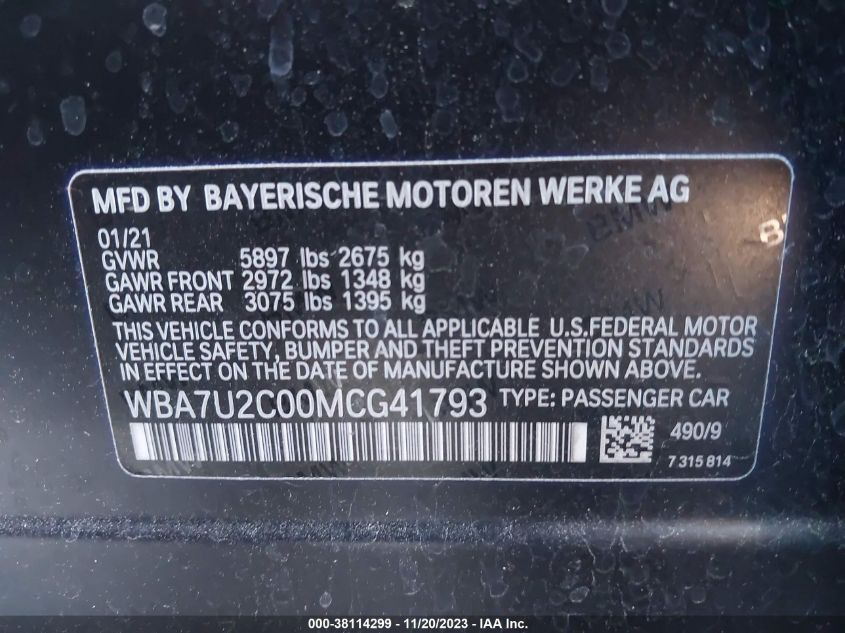 MFD BY BAYERISCHE MOTOREN WERKE AG
01/21
GVWR 5897 lbs 2675 kg
GAWR FRONT 2972 lbs 1348 kg
GAWR REAR 3075 lbs 1395 kg
THIS VEHICLE CONFORMS TO ALL APPLICABLE U.S.FEDERAL MOTOR
VEHICLE SAFETY, BUMPER AND THEFT PREVENTION STANDARDS
IN EFFECT ON THE DATE OF MANUFACTURE SHOWN ABOVE.
WBA7U2C00MCG41793 TYPE: PASSENGER CAR
490/9
7 315 814
000-38114299 - 11/20/2023 - IAA Inc.